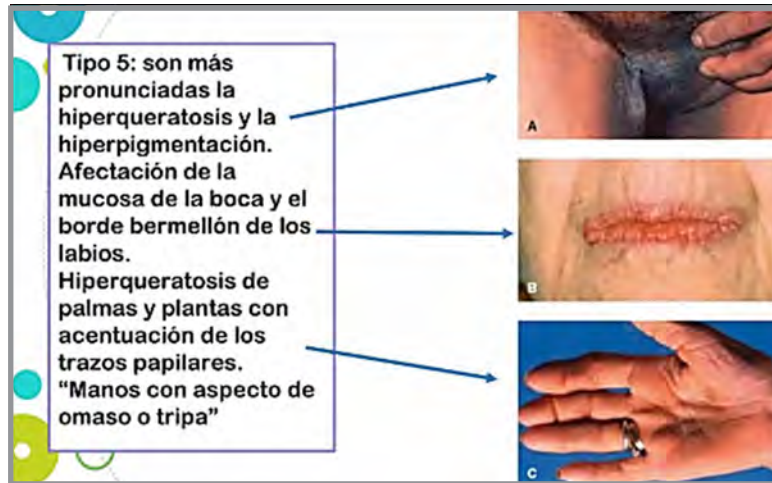 Tipo 5: son más
pronunciadas la
hiperqueratosis y la
hiperpigmentación.
Afectación de la
mucosa de la boca y el
borde bermellón de los
labios.
Hiperqueratosis de
palmas y plantas con
acentuación de los
trazos papilares.
“Manos con aspecto de
omaso o tripa”
A
B
C